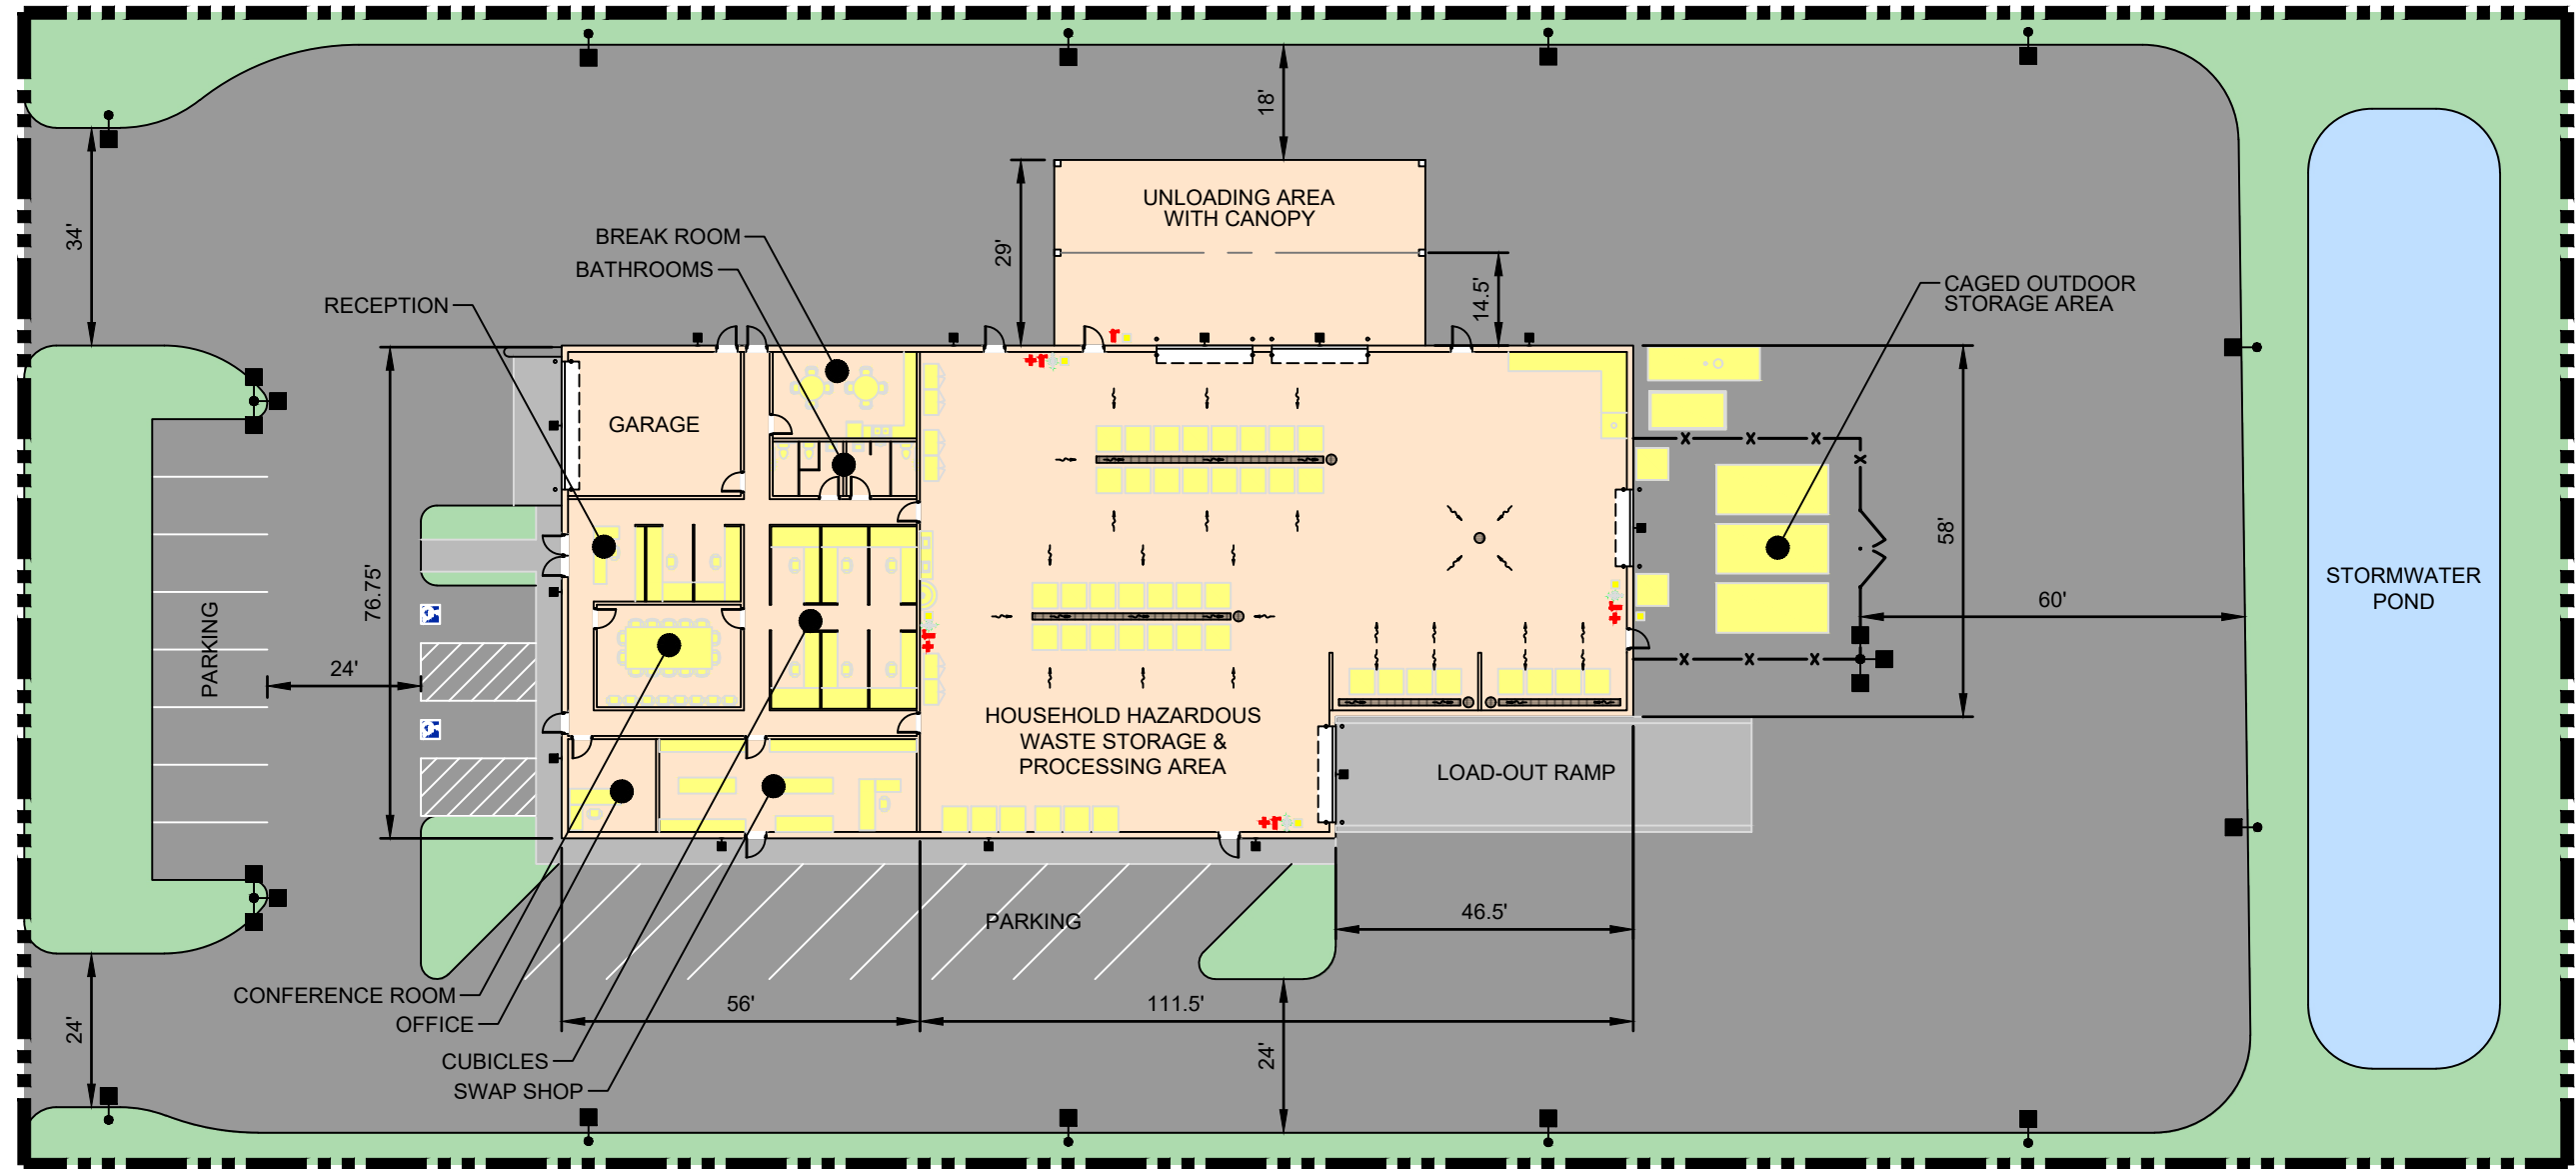 18'
UNLOADING AREA
WITH CANOPY
34'
BREAK ROOM
BATHROOMS
29'
14.5'
CAGED OUTDOOR
STORAGE AREA
RECEPTION
GARAGE
58'
76.75'
STORMWATER
POND
60'
PARKING
24'
HOUSEHOLD HAZARDOUS
WASTE STORAGE &
PROCESSING AREA
LOAD-OUT RAMP
46.5'
PARKING
CONFERENCE ROOM
OFFICE
56'
111.5'
24'
24'
CUBICLES
SWAP SHOP